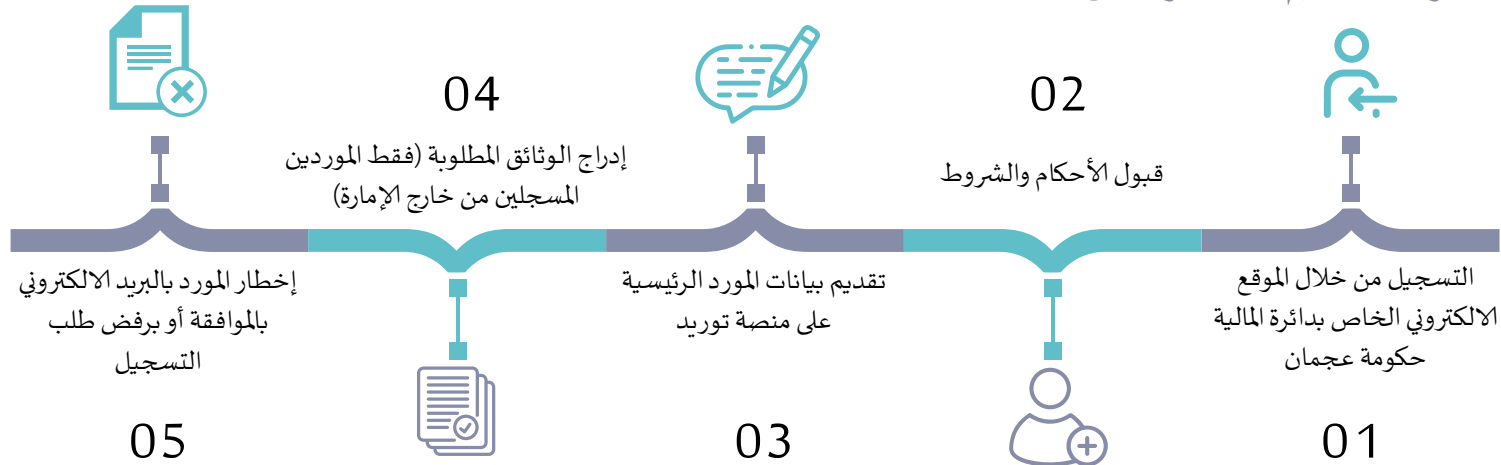 01
التسجيل من خلال الموقع
الالكتروني الخاص بدائرة المالية
حكومة عجمان
02
قبول الأحكام والشروط
03
تقديم بيانات المورد الرئيسية
على منصة توريد
04
إدراج الوثائق المطلوبة (فقط الموردين
المسجلين من خارج الإمارة)
05
إخطار المورد بالبريد الالكتروني
بالموافقة أو برفض طلب
التسجيل